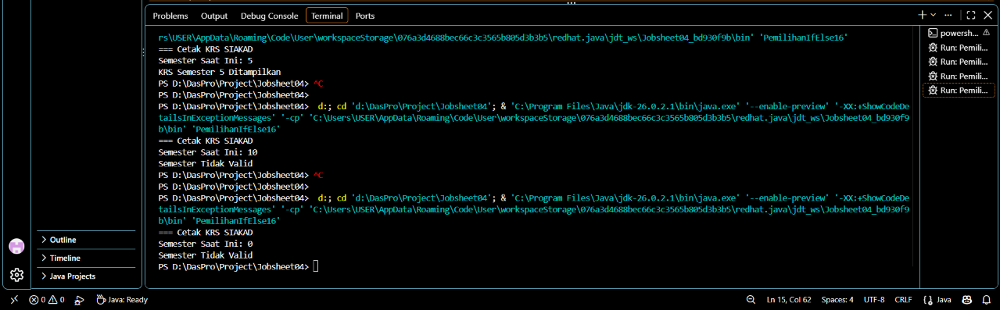 Problems Output Debug Console Terminal Ports
rs\USER\AppData\Roaming\Code\User\workspaceStorage\076a3d4688bec66c3c3565b805d3b3b5\redhat.java\jdt_ws\Jobsheet04_bd930f9b\bin' 'PemilihanIfElse16'
=== Cetak KRS SIAKAD
Semester Saat Ini: 5
KRS Semester 5 Ditampilkan
PS D:\DasPro\Project\Jobsheet04> ^C
PS D:\DasPro\Project\Jobsheet04>
PS D:\DasPro\Project\Jobsheet04>  d:; cd 'd:\DasPro\Project\Jobsheet04'; & 'C:\Program Files\Java\jdk-26.0.2.1\bin\java.exe' '--enable-preview' '-XX:+ShowCodeDe
tailsInExceptionMessages' '-cp' 'C:\Users\USER\AppData\Roaming\Code\User\workspaceStorage\076a3d4688bec66c3c3565b805d3b3b5\redhat.java\jdt_ws\Jobsheet04_bd930f9
b\bin' 'PemilihanIfElse16'
=== Cetak KRS SIAKAD
Semester Saat Ini: 10
Semester Tidak Valid
PS D:\DasPro\Project\Jobsheet04> ^C
PS D:\DasPro\Project\Jobsheet04>
PS D:\DasPro\Project\Jobsheet04>  d:; cd 'd:\DasPro\Project\Jobsheet04'; & 'C:\Program Files\Java\jdk-26.0.2.1\bin\java.exe' '--enable-preview' '-XX:+ShowCodeDe
tailsInExceptionMessages' '-cp' 'C:\Users\USER\AppData\Roaming\Code\User\workspaceStorage\076a3d4688bec66c3c3565b805d3b3b5\redhat.java\jdt_ws\Jobsheet04_bd930f9
b\bin' 'PemilihanIfElse16'
=== Cetak KRS SIAKAD
Semester Saat Ini: 0
Semester Tidak Valid
PS D:\DasPro\Project\Jobsheet04>
powersh...
Run: Pemili...
Run: Pemili...
Run: Pemili...
Run: Pemili...
Outline
Timeline
Java Projects
0 0 Java: Ready Ln 15, Col 62 Spaces: 4 UTF-8 CRLF Java